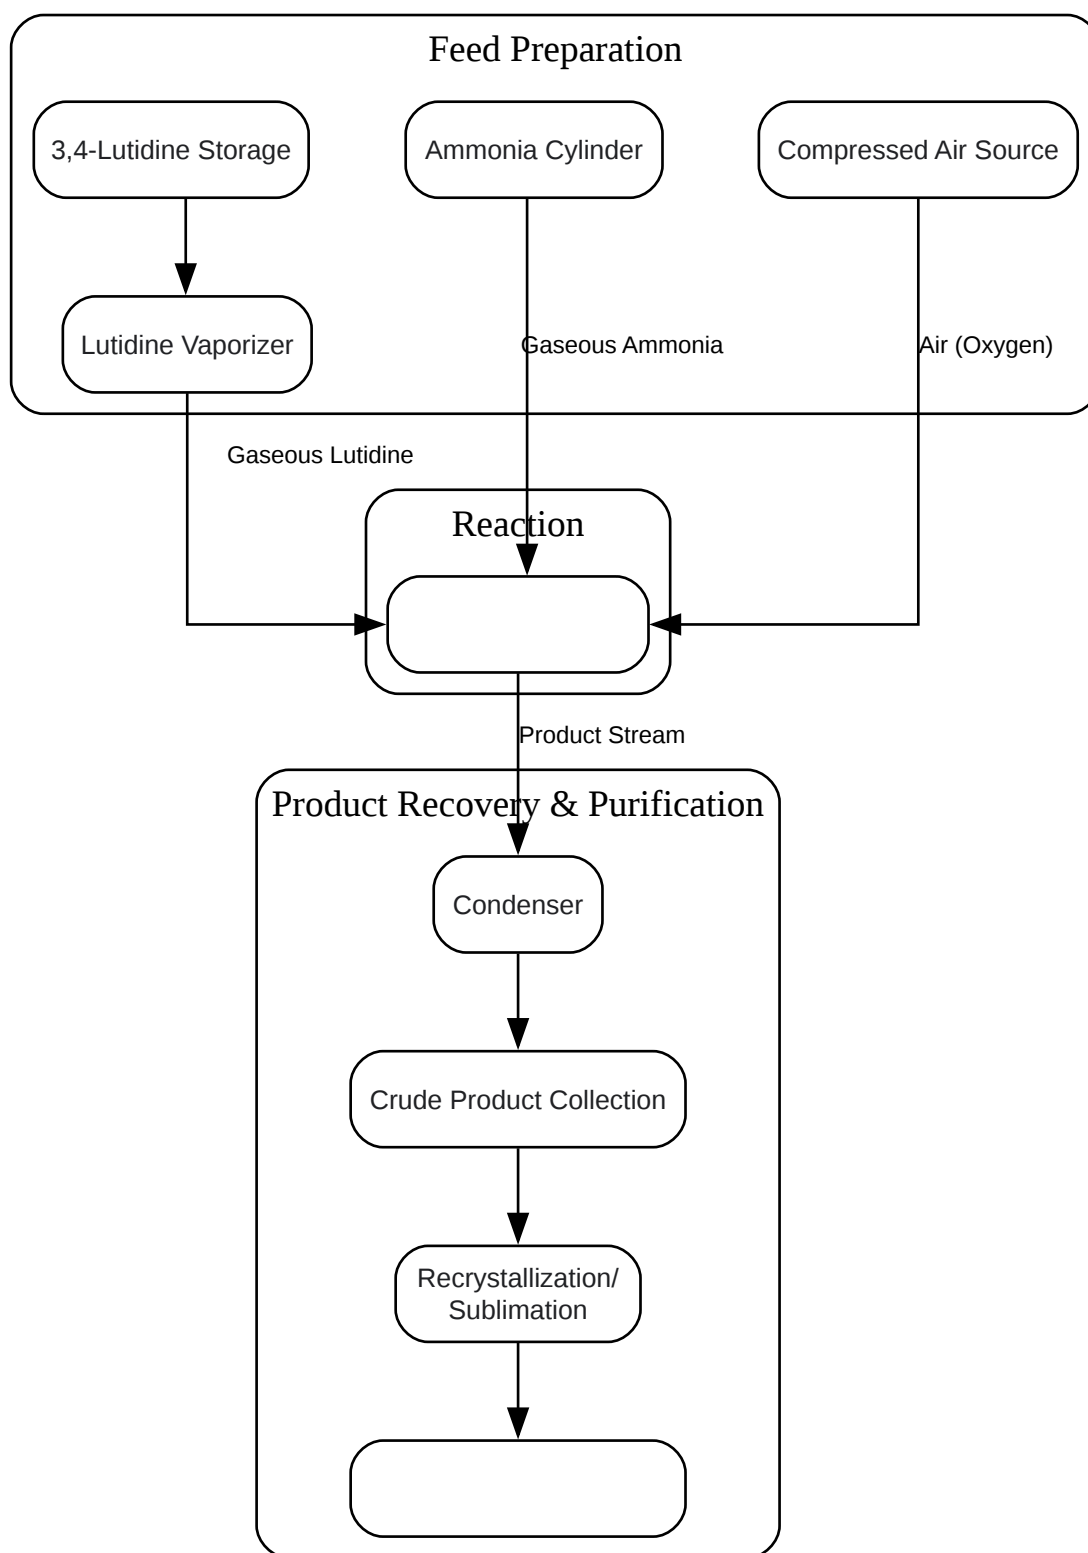 Feed Preparation
3,4-Lutidine Storage
Ammonia Cylinder
Compressed Air Source
Lutidine Vaporizer
Gaseous Ammonia
Air (Oxygen)
Gaseous Lutidine
Reaction
Product Stream
Product Recovery & Purification
Condenser
Crude Product Collection
Recrystallization/
Sublimation